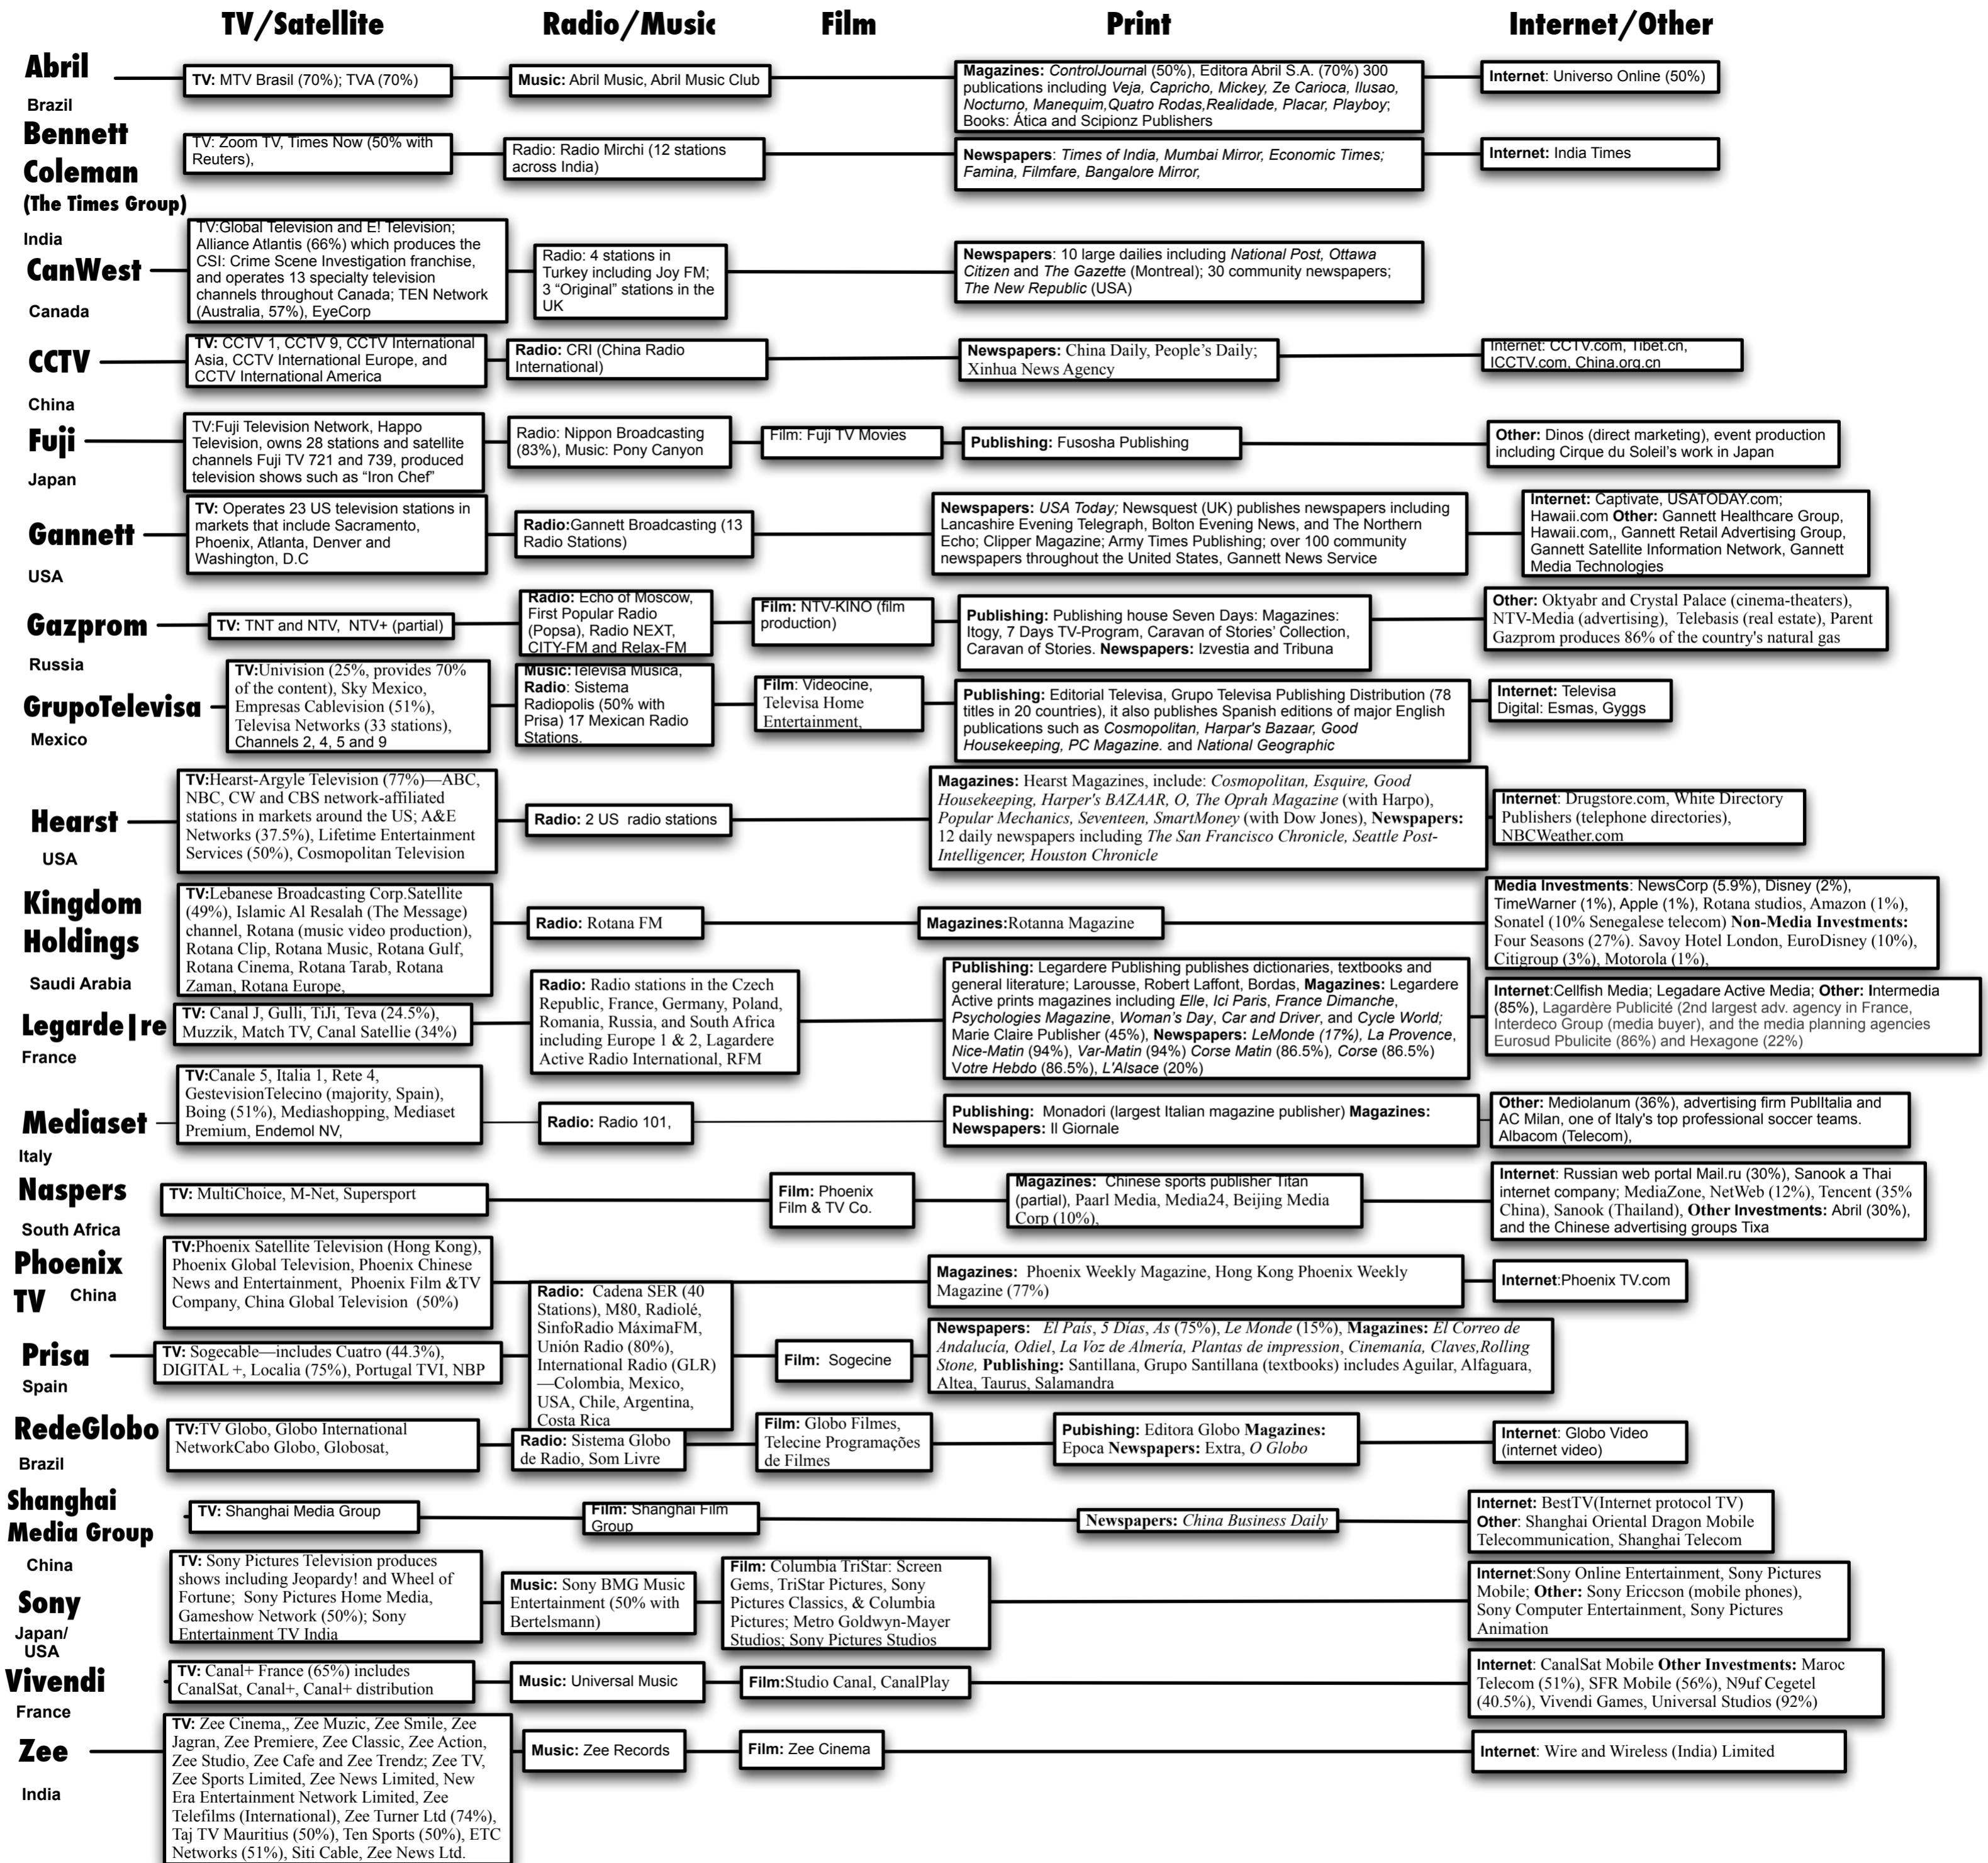 TV/Satellite
Radio/Music
Film
Print
Internet/Other
Abril
Brazil
TV: MTV Brasil (70%); TVA (70%)
Music: Abril Music, Abril Music Club
Magazines: ControlJournal (50%), Editora Abril S.A. (70%) 300
publications including Veja, Capricho, Mickey, Ze Carioca, Ilusao,
Nocturno, Manequim,Quatro Rodas,Realidade, Placar, Playboy;
Books: Ática and Scipionz Publishers
Internet: Universo Online (50%)
Bennett
Coleman
(The Times Group)
India
TV: Zoom TV, Times Now (50% with
Reuters),
Radio: Radio Mirchi (12 stations
across India)
Newspapers: Times of India, Mumbai Mirror, Economic Times;
Famina, Filmfare, Bangalore Mirror,
Internet: India Times
CanWest
Canada
TV:Global Television and E! Television;
Alliance Atlantis (66%) which produces the
CSI: Crime Scene Investigation franchise,
and operates 13 specialty television
channels throughout Canada; TEN Network
(Australia, 57%), EyeCorp
Radio: 4 stations in
Turkey including Joy FM;
3 “Original” stations in the
UK
Newspapers: 10 large dailies including National Post, Ottawa
Citizen and The Gazette (Montreal); 30 community newspapers;
The New Republic (USA)
CCTV
China
TV: CCTV 1, CCTV 9, CCTV International
Asia, CCTV International Europe, and
CCTV International America
Radio: CRI (China Radio
International)
Newspapers: China Daily, People’s Daily;
Xinhua News Agency
Internet: CCTV.com, Tibet.cn,
ICCTV.com, China.org.cn
Fuji
Japan
TV:Fuji Television Network, Happo
Television, owns 28 stations and satellite
channels Fuji TV 721 and 739, produced
television shows such as “Iron Chef”
Radio: Nippon Broadcasting
(83%), Music: Pony Canyon
Film: Fuji TV Movies
Publishing: Fusosha Publishing
Other: Dinos (direct marketing), event production
including Cirque du Soleil’s work in Japan
Gannett
USA
TV: Operates 23 US television stations in
markets that include Sacramento,
Phoenix, Atlanta, Denver and
Washington, D.C
Radio:Gannett Broadcasting (13
Radio Stations)
Newspapers: USA Today; Newsquest (UK) publishes newspapers including
Lancashire Evening Telegraph, Bolton Evening News, and The Northern
Echo; Clipper Magazine; Army Times Publishing; over 100 community
newspapers throughout the United States, Gannett News Service
Internet: Captivate, USATODAY.com;
Hawaii.com Other: Gannett Healthcare Group,
Hawaii.com,, Gannett Retail Advertising Group,
Gannett Satellite Information Network, Gannett
Media Technologies
Gazprom
Russia
TV: TNT and NTV, NTV+ (partial)
Radio: Echo of Moscow,
First Popular Radio
(Popsa), Radio NEXT,
CITY-FM and Relax-FM
Film: NTV-KINO (film
production)
Publishing: Publishing house Seven Days: Magazines:
Itogy, 7 Days TV-Program, Caravan of Stories’ Collection,
Caravan of Stories. Newspapers: Izvestia and Tribuna
Other: Oktyabr and Crystal Palace (cinema-theaters),
NTV-Media (advertising), Telebasis (real estate), Parent
Gazprom produces 86% of the country's natural gas
GrupoTelevisa
Mexico
TV:Univision (25%, provides 70%
of the content), Sky Mexico,
Empresas Cablevision (51%),
Televisa Networks (33 stations),
Channels 2, 4, 5 and 9
Music:Televisa Musica,
Radio: Sistema
Radiopolis (50% with
Prisa) 17 Mexican Radio
Stations.
Film: Videocine,
Televisa Home
Entertainment,
Publishing: Editorial Televisa, Grupo Televisa Publishing Distribution (78
titles in 20 countries), it also publishes Spanish editions of major English
publications such as Cosmopolitan, Harpar's Bazaar, Good
Housekeeping, PC Magazine. and National Geographic
Internet: Televisa
Digital: Esmas, Gyggs
Hearst
USA
TV:Hearst-Argyle Television (77%)—ABC,
NBC, CW and CBS network-affiliated
stations in markets around the US; A&E
Networks (37.5%), Lifetime Entertainment
Services (50%), Cosmopolitan Television
Radio: 2 US radio stations
Magazines: Hearst Magazines, include: Cosmopolitan, Esquire, Good
Housekeeping, Harper's BAZAAR, O, The Oprah Magazine (with Harpo),
Popular Mechanics, Seventeen, SmartMoney (with Dow Jones), Newspapers:
12 daily newspapers including The San Francisco Chronicle, Seattle Post-
Intelligencer, Houston Chronicle
Internet: Drugstore.com, White Directory
Publishers (telephone directories),
NBCWeather.com
Kingdom
Holdings
Saudi Arabia
TV:Lebanese Broadcasting Corp.Satellite
(49%), Islamic Al Resalah (The Message)
channel, Rotana (music video production),
Rotana Clip, Rotana Music, Rotana Gulf,
Rotana Cinema, Rotana Tarab, Rotana
Zaman, Rotana Europe,
Radio: Rotana FM
Magazines:Rotanna Magazine
Media Investments: NewsCorp (5.9%), Disney (2%),
TimeWarner (1%), Apple (1%), Rotana studios, Amazon (1%),
Sonatel (10% Senegalese telecom) Non-Media Investments:
Four Seasons (27%). Savoy Hotel London, EuroDisney (10%),
Citigroup (3%), Motorola (1%),
Legarde|re
France
TV: Canal J, Gulli, TiJi, Teva (24.5%),
Muzzik, Match TV, Canal Satellie (34%)
Radio: Radio stations in the Czech
Republic, France, Germany, Poland,
Romania, Russia, and South Africa
including Europe 1 & 2, Lagardere
Active Radio International, RFM
Publishing: Legardere Publishing publishes dictionaries, textbooks and
general literature; Larousse, Robert Laffont, Bordas, Magazines: Legardere
Active prints magazines including Elle, Ici Paris, France Dimanche,
Psychologies Magazine, Woman's Day, Car and Driver, and Cycle World;
Marie Claire Publisher (45%), Newspapers: LeMonde (17%), La Provence,
Nice-Matin (94%), Var-Matin (94%) Corse Matin (86.5%), Corse (86.5%)
Votre Hebdo (86.5%), L'Alsace (20%)
Internet:Cellfish Media; Legadare Active Media; Other: Intermedia
(85%), Lagardère Publicité (2nd largest adv. agency in France,
Interdeco Group (media buyer), and the media planning agencies
Eurosud Pbulicite (86%) and Hexagone (22%)
Mediaset
Italy
TV:Canale 5, Italia 1, Rete 4,
GestevisionTelecino (majority, Spain),
Boing (51%), Mediashopping, Mediaset
Premium, Endemol NV,
Radio: Radio 101,
Publishing: Monadori (largest Italian magazine publisher) Magazines:
Newspapers: Il Giornale
Other: Mediolanum (36%), advertising firm PublItalia and
AC Milan, one of Italy's top professional soccer teams.
Albacom (Telecom),
Naspers
South Africa
TV: MultiChoice, M-Net, Supersport
Film: Phoenix
Film & TV Co.
Magazines: Chinese sports publisher Titan
(partial), Paarl Media, Media24, Beijing Media
Corp (10%),
Internet: Russian web portal Mail.ru (30%), Sanook a Thai
internet company; MediaZone, NetWeb (12%), Tencent (35%
China), Sanook (Thailand), Other Investments: Abril (30%),
and the Chinese advertising groups Tixa
Phoenix
TV
China
TV:Phoenix Satellite Television (Hong Kong),
Phoenix Global Television, Phoenix Chinese
News and Entertainment, Phoenix Film &TV
Company, China Global Television (50%)
Magazines: Phoenix Weekly Magazine, Hong Kong Phoenix Weekly
Magazine (77%)
Internet:Phoenix TV.com
Prisa
Spain
TV: Sogecable—includes Cuatro (44.3%),
DIGITAL +, Localia (75%), Portugal TVI, NBP
Radio: Cadena SER (40
Stations), M80, Radiolé,
SinfoRadio MáximaFM,
Unión Radio (80%),
International Radio (GLR)
—Colombia, Mexico,
USA, Chile, Argentina,
Costa Rica
Film: Sogecine
Newspapers: El País, 5 Días, As (75%), Le Monde (15%), Magazines: El Correo de
Andalucía, Odiel, La Voz de Almería, Plantas de impression, Cinemanía, Claves,Rolling
Stone, Publishing: Santillana, Grupo Santillana (textbooks) includes Aguilar, Alfaguara,
Altea, Taurus, Salamandra
RedeGlobo
Brazil
TV:TV Globo, Globo International
NetworkCabo Globo, Globosat,
Radio: Sistema Globo
de Radio, Som Livre
Film: Globo Filmes,
Telecine Programações
de Filmes
Pubishing: Editora Globo Magazines:
Epoca Newspapers: Extra, O Globo
Internet: Globo Video
(internet video)
Shanghai
Media Group
China
TV: Shanghai Media Group
Film: Shanghai Film
Group
Newspapers: China Business Daily
Internet: BestTV(Internet protocol TV)
Other: Shanghai Oriental Dragon Mobile
Telecommunication, Shanghai Telecom
Sony
Japan/
USA
TV: Sony Pictures Television produces
shows including Jeopardy! and Wheel of
Fortune; Sony Pictures Home Media,
Gameshow Network (50%); Sony
Entertainment TV India
Music: Sony BMG Music
Entertainment (50% with
Bertelsmann)
Film: Columbia TriStar: Screen
Gems, TriStar Pictures, Sony
Pictures Classics, & Columbia
Pictures; Metro Goldwyn-Mayer
Studios; Sony Pictures Studios
Internet:Sony Online Entertainment, Sony Pictures
Mobile; Other: Sony Ericcson (mobile phones),
Sony Computer Entertainment, Sony Pictures
Animation
Vivendi
France
TV: Canal+ France (65%) includes
CanalSat, Canal+, Canal+ distribution
Music: Universal Music
Film:Studio Canal, CanalPlay
Internet: CanalSat Mobile Other Investments: Maroc
Telecom (51%), SFR Mobile (56%), N9uf Cegetel
(40.5%), Vivendi Games, Universal Studios (92%)
Zee
India
TV: Zee Cinema,, Zee Muzic, Zee Smile, Zee
Jagran, Zee Premiere, Zee Classic, Zee Action,
Zee Studio, Zee Cafe and Zee Trendz; Zee TV,
Zee Sports Limited, Zee News Limited, New
Era Entertainment Network Limited, Zee
Telefilms (International), Zee Turner Ltd (74%),
Taj TV Mauritius (50%), Ten Sports (50%), ETC
Networks (51%), Siti Cable, Zee News Ltd.
Music: Zee Records
Film: Zee Cinema
Internet: Wire and Wireless (India) Limited